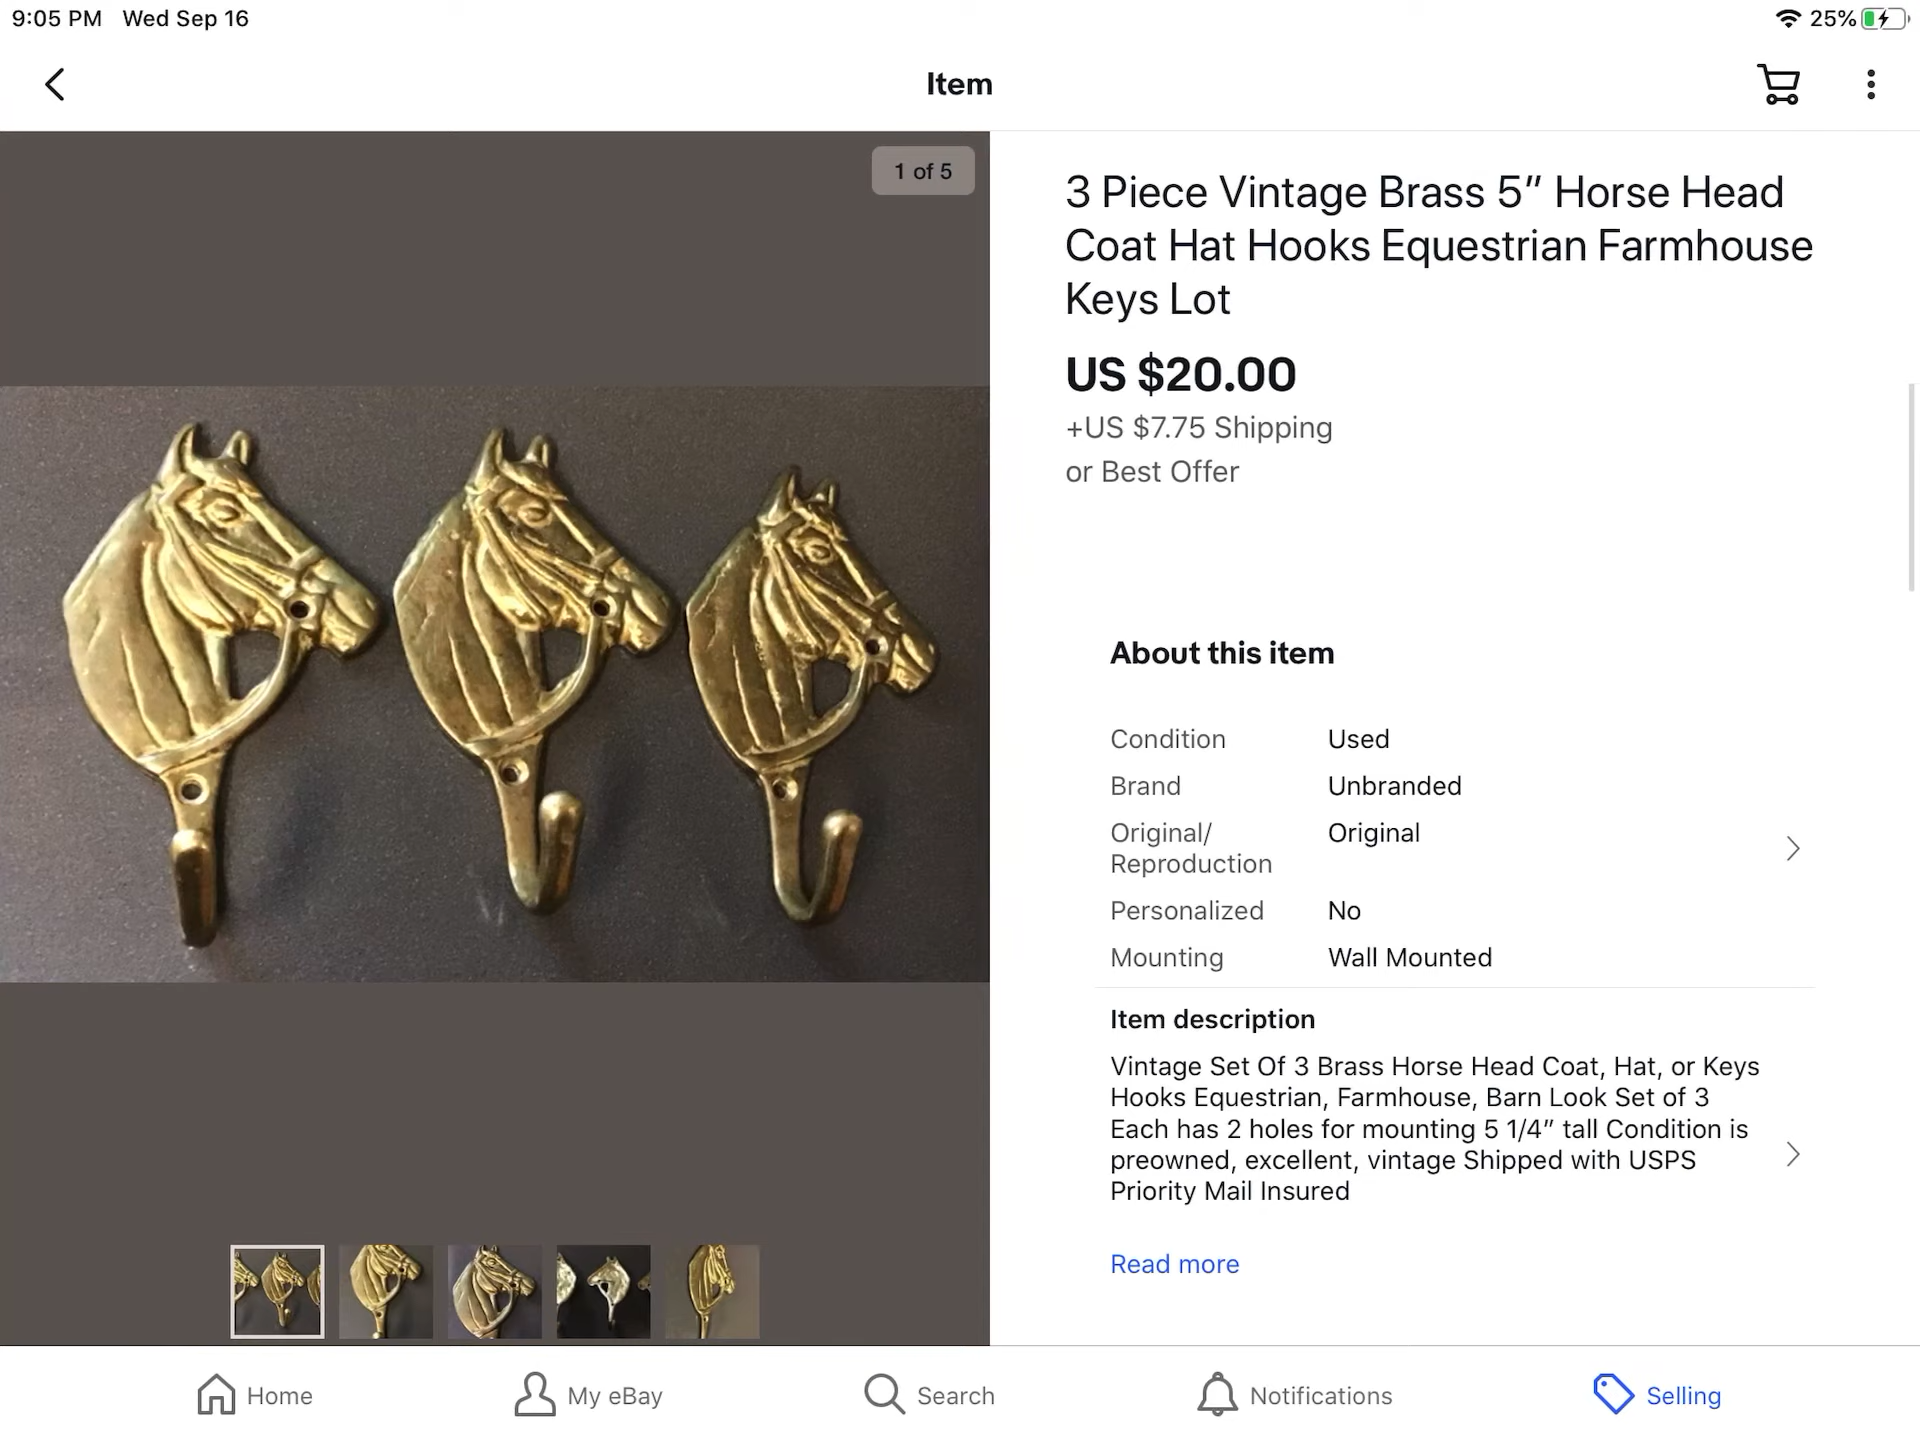 9:05 PM Wed Sep 16
25%
Item
1 of 5
3 Piece Vintage Brass 5” Horse Head
Coat Hat Hooks Equestrian Farmhouse
Keys Lot
US $20.00
+US $7.75 Shipping
or Best Offer
About this item
Condition Used
Brand Unbranded
Original/ Original
Reproduction
Personalized No
Mounting Wall Mounted
Item description
Vintage Set Of 3 Brass Horse Head Coat, Hat, or Keys
Hooks Equestrian, Farmhouse, Barn Look Set of 3
Each has 2 holes for mounting 5 1/4” tall Condition is
preowned, excellent, vintage Shipped with USPS
Priority Mail Insured
Read more
Home
My eBay
Search
Notifications
Selling